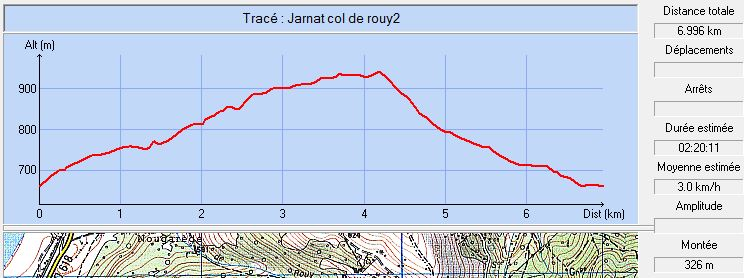 Tracé : Jarnat col de rouy2
Alt (m)
900
800
700
0 1 2 3 4 5 6 Dist (km)
Distance totale
6.996 km
Déplacements
Arrêts
Durée estimée
02:20:11
Moyenne estimée
3.0 km/h
Amplitude
Montée
326 m
Nougarède
618